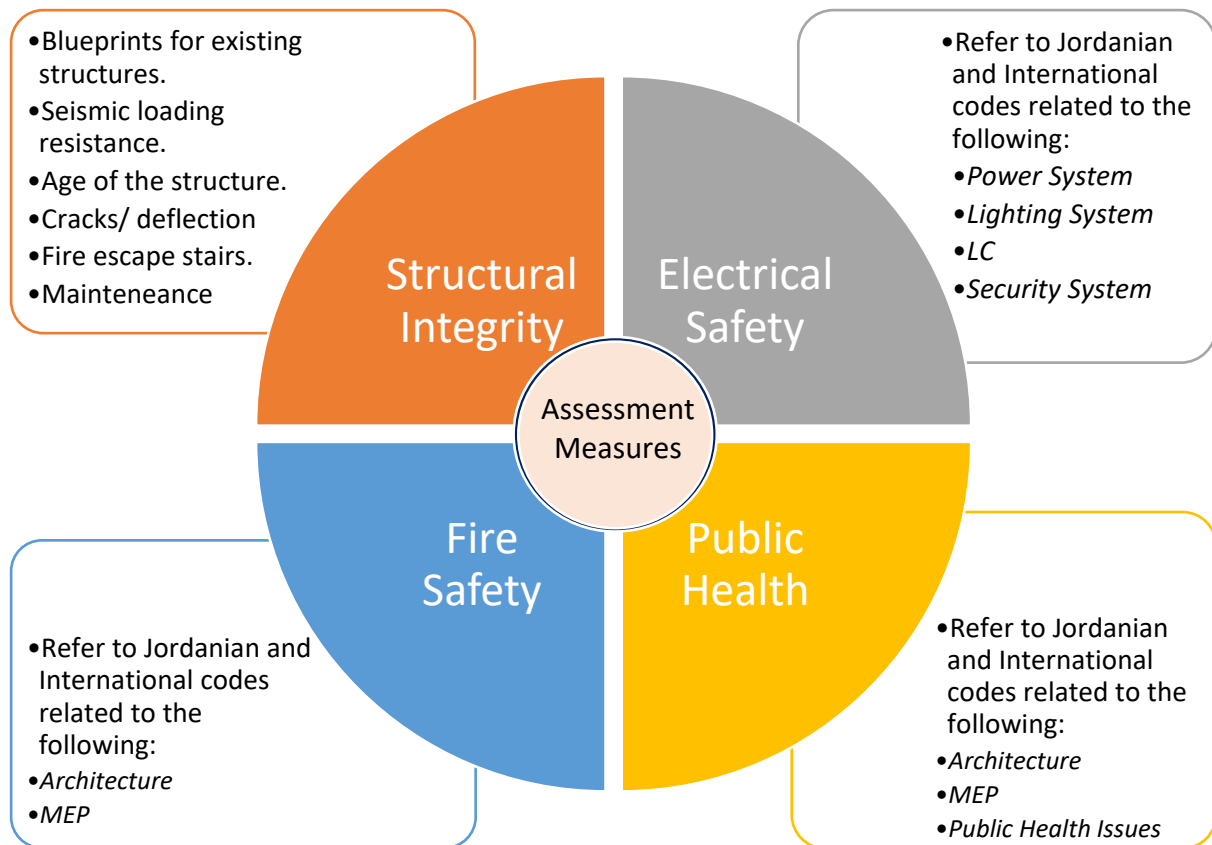 •Blueprints for existing
structures.
•Seismic loading
resistance.
•Age of the structure.
•Cracks/ deflection
•Fire escape stairs.
•Mainteneance
•Refer to Jordanian
and International
codes related to the
following:
•Power System
•Lighting System
•LC
•Security System
Structural
Integrity
Electrical
Safety
Assessment
Measures
Fire
Safety
Public
Health
•Refer to Jordanian and
International codes
related to the
following:
•Architecture
•MEP
•Refer to Jordanian
and International
codes related to the
following:
•Architecture
•MEP
•Public Health Issues